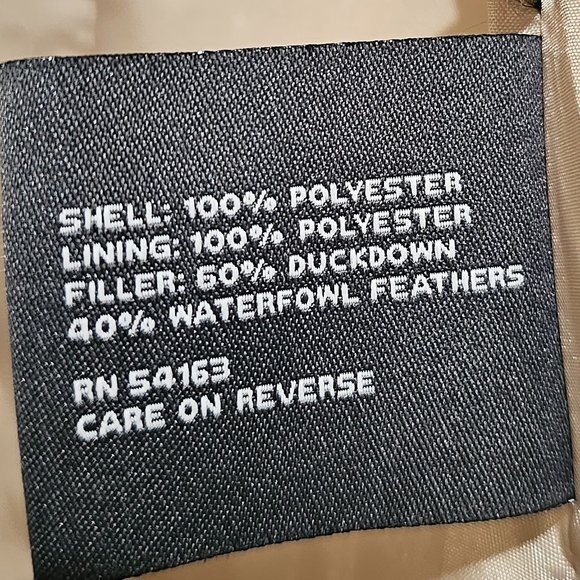 SHELL: 100% POLYESTER
LINING: 100% POLYESTER
FILLER: 60% DUCKDOWN
40% WATERFOWL FEATHERS
RN 54163
CARE ON REVERSE